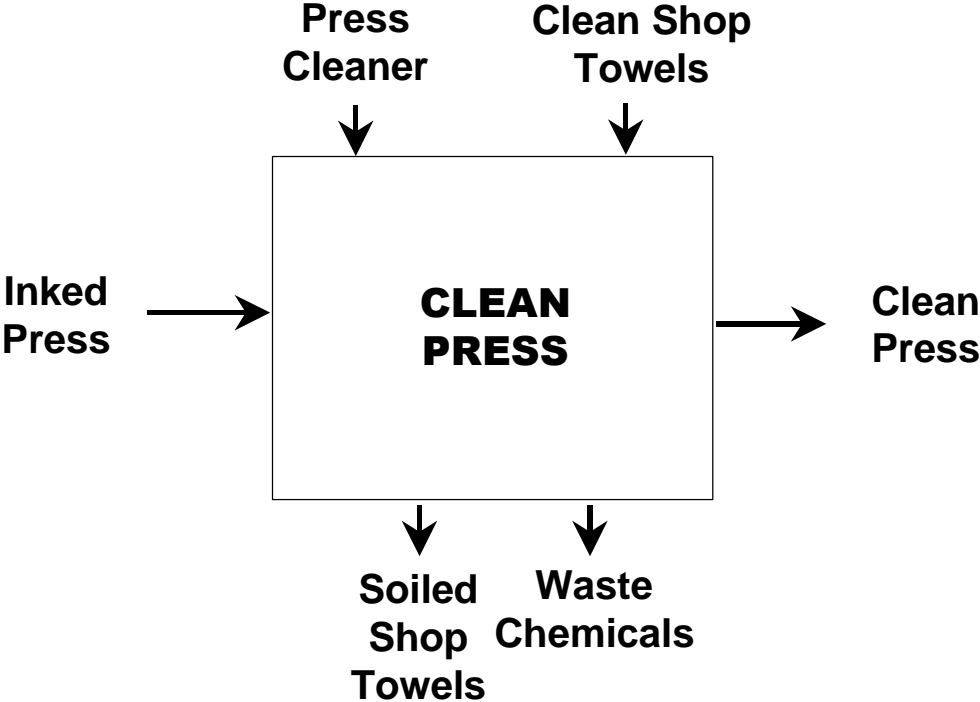 Press
Cleaner
Clean Shop
Towels
Inked
Press
CLEAN
PRESS
Clean
Press
Soiled
Shop
Towels
Waste
Chemicals